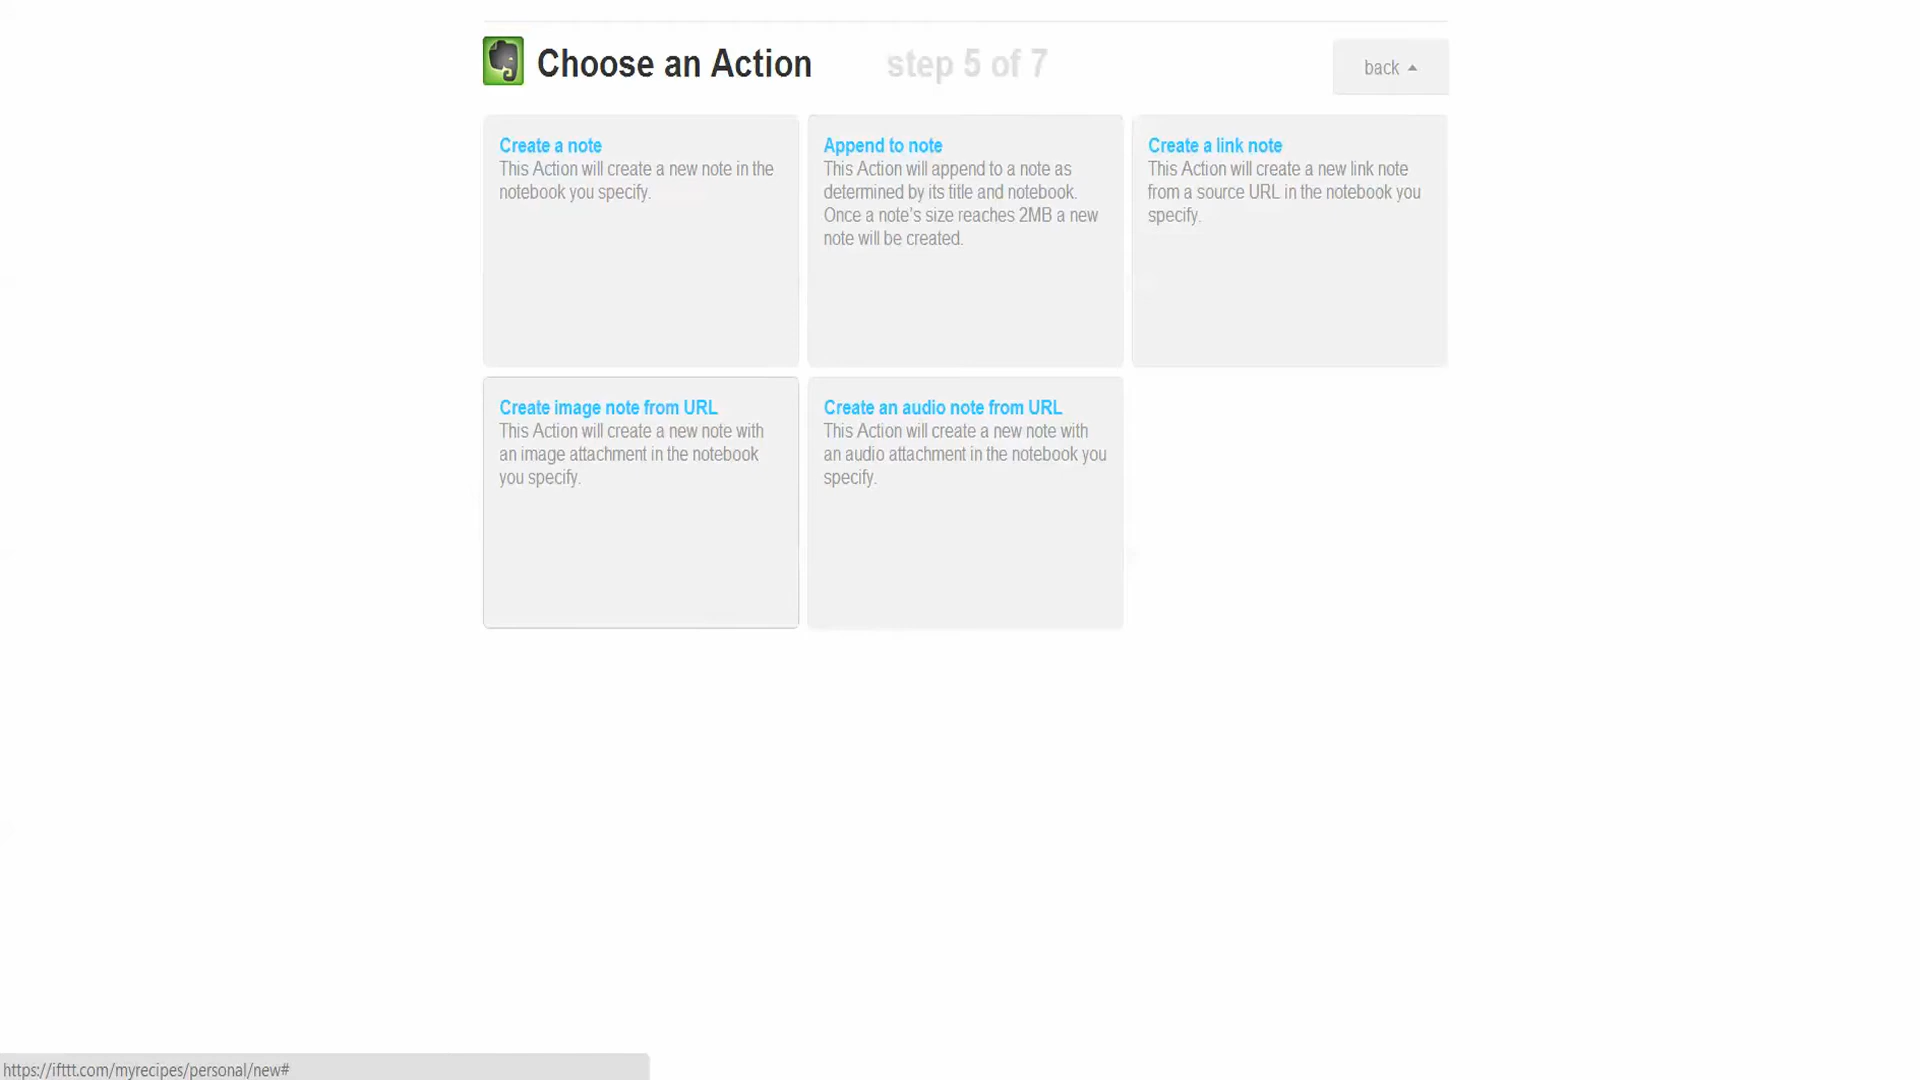 Choose an Action
step 5 of 7
back
Create a note
This Action will create a new note in the
notebook you specify.
Append to note
This Action will append to a note as
determined by its title and notebook.
Once a note's size reaches 2MB a new
note will be created.
Create a link note
This Action will create a new link note
from a source URL in the notebook you
specify.
Create image note from URL
This Action will create a new note with
an image attachment in the notebook
you specify.
Create an audio note from URL
This Action will create a new note with
an audio attachment in the notebook you
specify.
https://ifttt.com/myrecipes/personal/new#